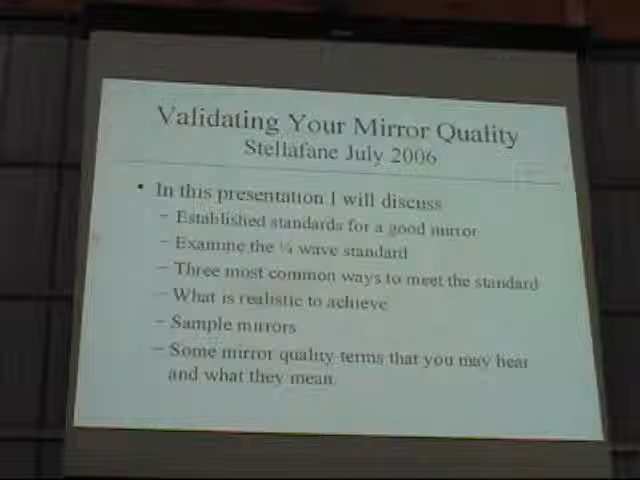 Validating Your Mirror Quality
Stellafane July 2006
• In this presentation I will discuss
– Established standards for a good mirror
– Examine the ¼ wave standard
– Three most common ways to meet the standard
– What is realistic to achieve
– Sample mirrors
– Some mirror quality terms that you may hear
and what they mean.